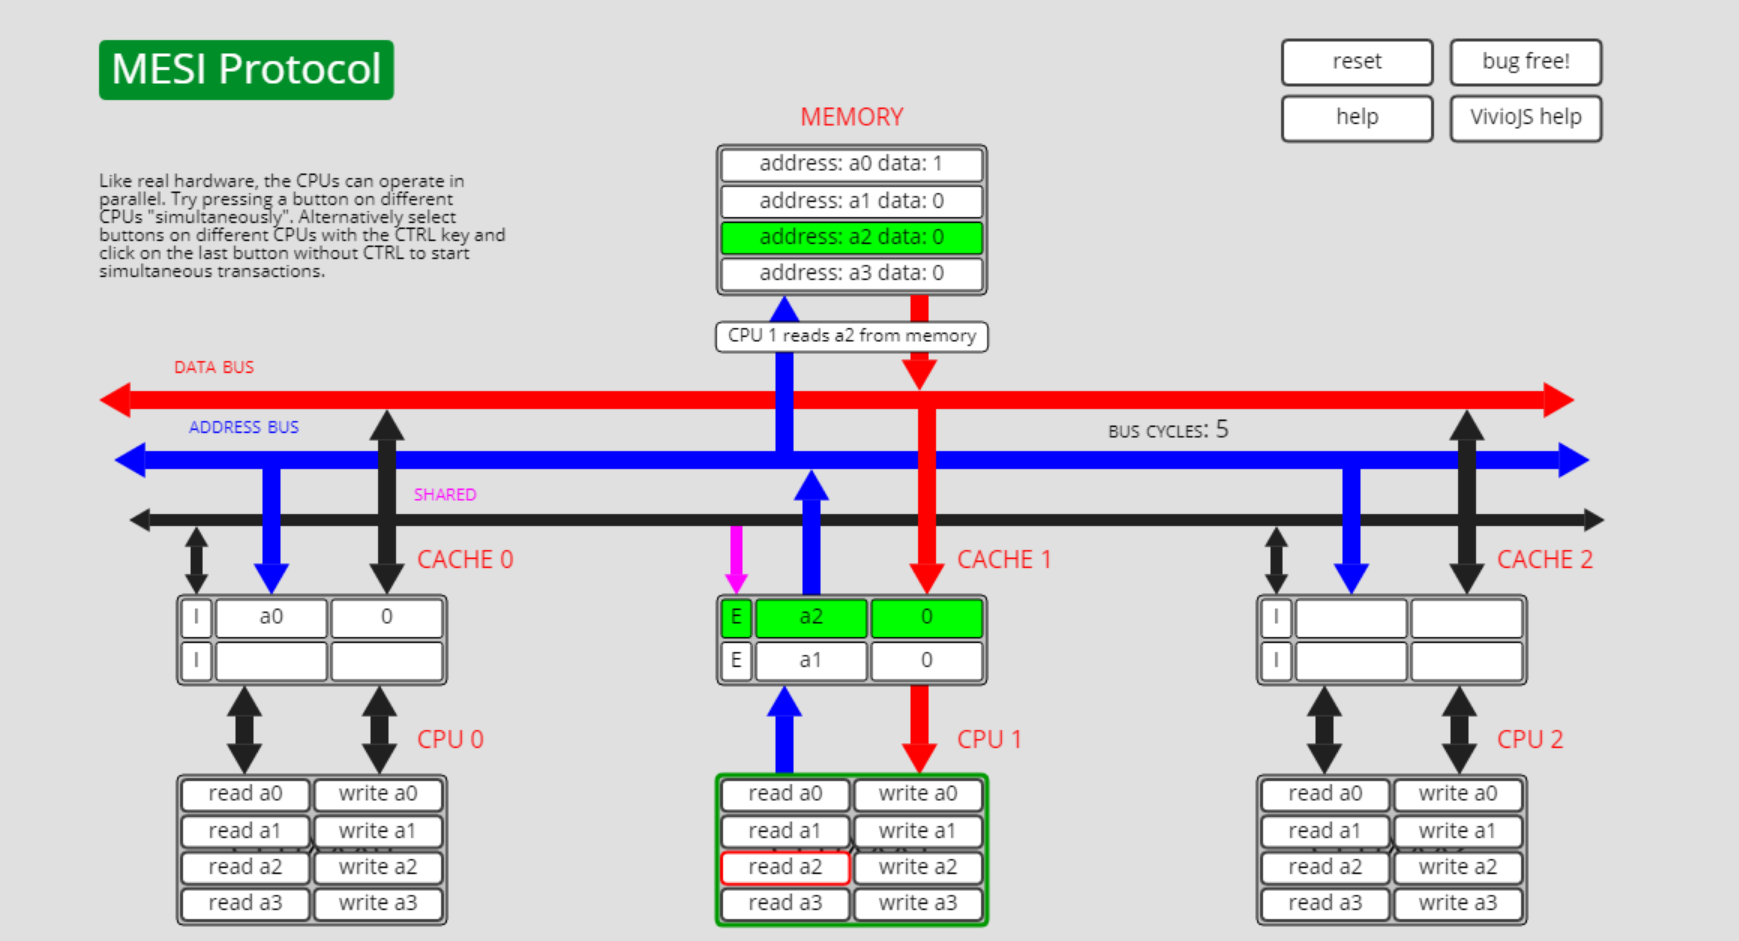 MESI Protocol
reset
bug free!
help
VivioJS help
Like real hardware, the CPUs can operate in
parallel. Try pressing a button on different
CPUs "simultaneously". Alternatively select
buttons on different CPUs with the CTRL key and
click on the last button without CTRL to start
simultaneous transactions.
MEMORY
address: a0 data: 1
address: a1 data: 0
address: a2 data: 0
address: a3 data: 0
CPU 1 reads a2 from memory
DATA BUS
ADDRESS BUS
BUS CYCLES: 5
SHARED
CACHE 0
CACHE 1
CACHE 2
I a0 0
I
E a2 0
E a1 0
I
I
CPU 0
CPU 1
CPU 2
read a0 write a0
read a1 write a1
read a2 write a2
read a3 write a3
read a0 write a0
read a1 write a1
read a2 write a2
read a3 write a3
read a0 write a0
read a1 write a1
read a2 write a2
read a3 write a3